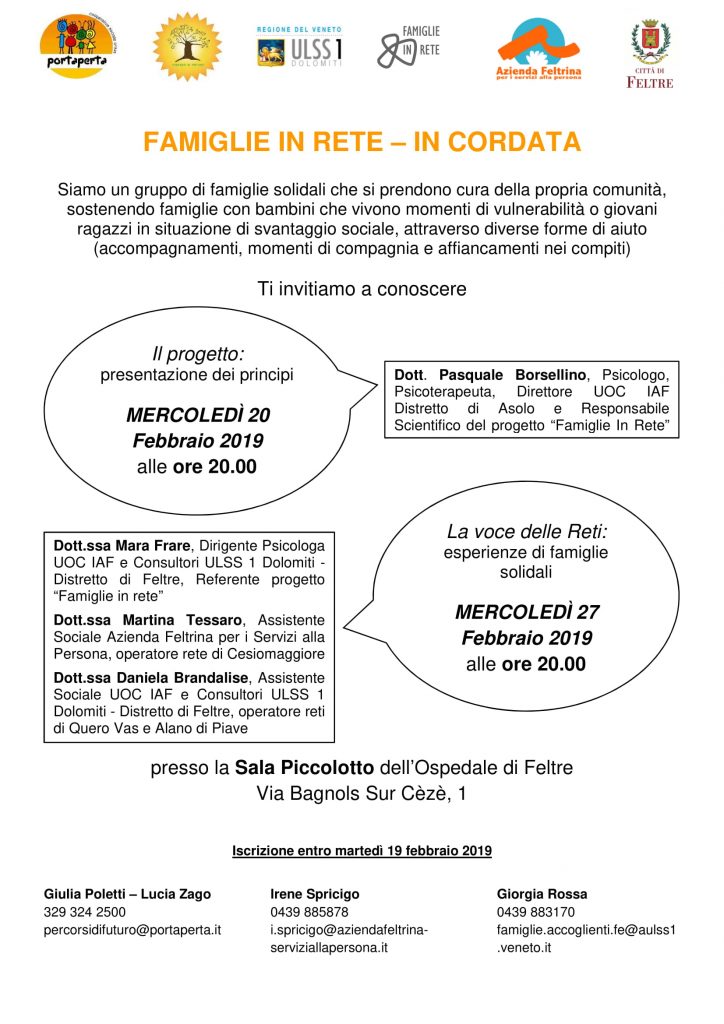 portaperta
REGIONE DEL VENETO
ULSS 1
DOLOMITI
FAMIGLIE
IN
RETE
Azienda Feltrina
per i servizi alla persona
CITTÀ DI
FELTRE
FAMIGLIE IN RETE – IN CORDATA
Siamo un gruppo di famiglie solidali che si prendono cura della propria comunità,
sostenendo famiglie con bambini che vivono momenti di vulnerabilità o giovani
ragazzi in situazione di svantaggio sociale, attraverso diverse forme di aiuto
(accompagnamenti, momenti di compagnia e affiancamenti nei compiti)
Ti invitiamo a conoscere
Il progetto:
presentazione dei principi
MERCOLEDÌ 20
Febbraio 2019
alle ore 20.00
Dott. Pasquale Borsellino, Psicologo,
Psicoterapeuta, Direttore UOC IAF
Distretto di Asolo e Responsabile
Scientifico del progetto “Famiglie In Rete”
La voce delle Reti:
esperienze di famiglie
solidali
MERCOLEDÌ 27
Febbraio 2019
alle ore 20.00
Dott.ssa Mara Frare, Dirigente Psicologa
UOC IAF e Consultori ULSS 1 Dolomiti -
Distretto di Feltre, Referente progetto
“Famiglie in rete”
Dott.ssa Martina Tessaro, Assistente
Sociale Azienda Feltrina per i Servizi alla
Persona, operatore rete di Cesiomaggiore
Dott.ssa Daniela Brandalise, Assistente
Sociale UOC IAF e Consultori ULSS 1
Dolomiti - Distretto di Feltre, operatore reti
di Quero Vas e Alano di Piave
presso la Sala Piccolotto dell’Ospedale di Feltre
Via Bagnols Sur Cèzè, 1
Iscrizione entro martedì 19 febbraio 2019
Giulia Poletti – Lucia Zago
329 324 2500
percorsidifuturo@portaperta.it
Irene Spricigo
0439 885878
i.spricigo@aziendafeltrina-
serviziallapersona.it
Giorgia Rossa
0439 883170
famiglie.accoglienti.fe@aulss1
.veneto.it